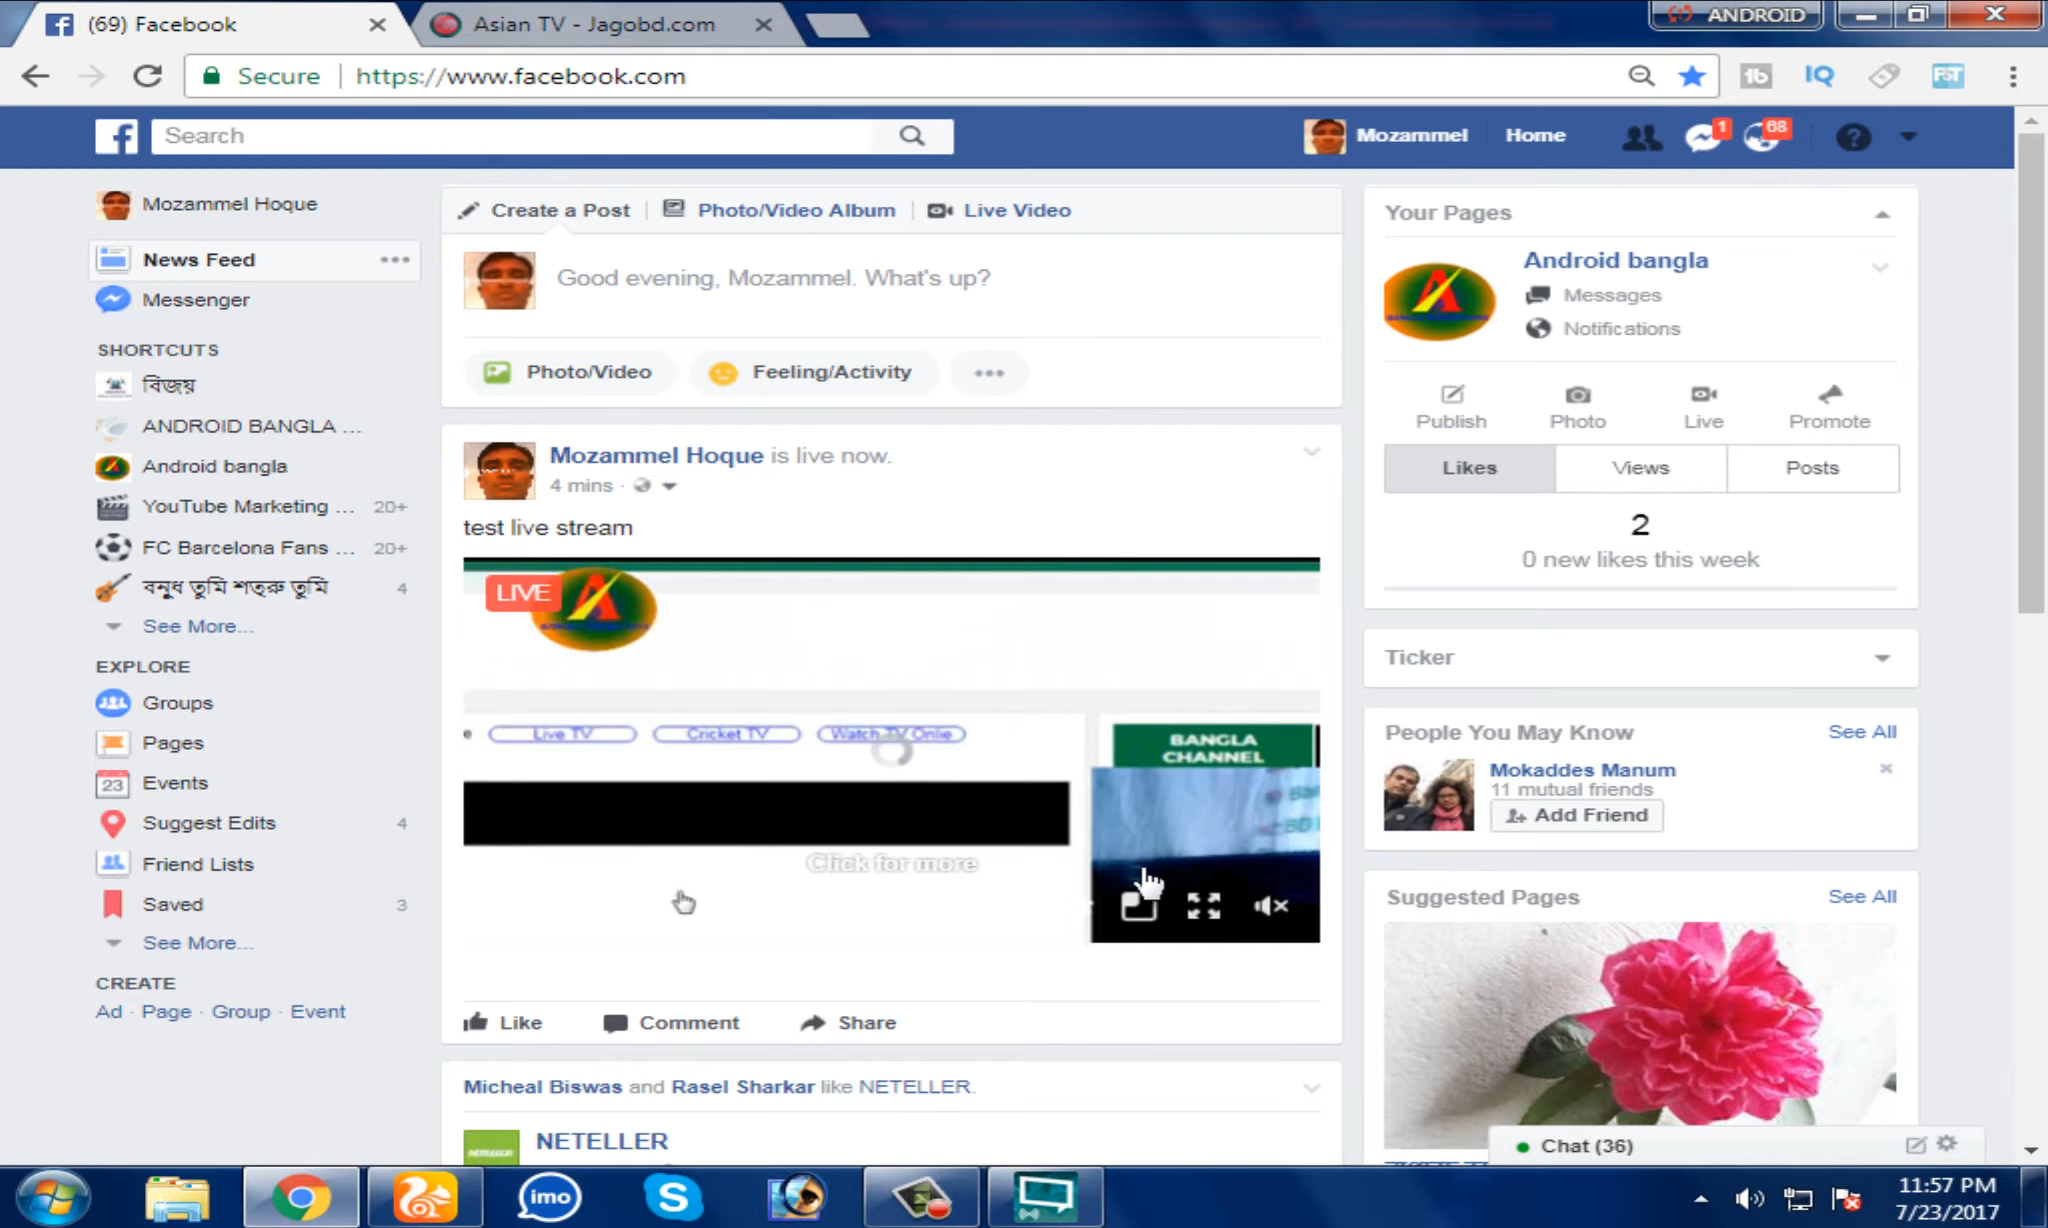 (69) Facebook
Asian TV - Jagobd.com
ANDROID
Secure
https://www.facebook.com
Search
Mozammel
Home
1
68
Mozammel Hoque
News Feed
Messenger
SHORTCUTS
বিজয়
ANDROID BANGLA ...
Android bangla
YouTube Marketing ... 20+
FC Barcelona Fans ... 20+
বন্ধু তুমি শত্রু তুমি 4
See More...
EXPLORE
Groups
Pages
23 Events
Suggest Edits 4
Friend Lists
Saved 3
See More...
CREATE
Ad · Page · Group · Event
Create a Post
Photo/Video Album
Live Video
Good evening, Mozammel. What's up?
Photo/Video
Feeling/Activity
Mozammel Hoque is live now.
4 mins ·
test live stream
LIVE
Live TV
Cricket TV
Watch TV Onlie
BANGLA
CHANNEL
Click for more
Like
Comment
Share
Micheal Biswas and Rasel Sharkar like NETELLER.
NETELLER
Your Pages
Android bangla
Messages
Notifications
Publish
Photo
Live
Promote
Likes
Views
Posts
2
0 new likes this week
Ticker
People You May Know
See All
Mokaddes Manum
11 mutual friends
Add Friend
Suggested Pages
See All
Chat (36)
imo
11:57 PM
7/23/2017